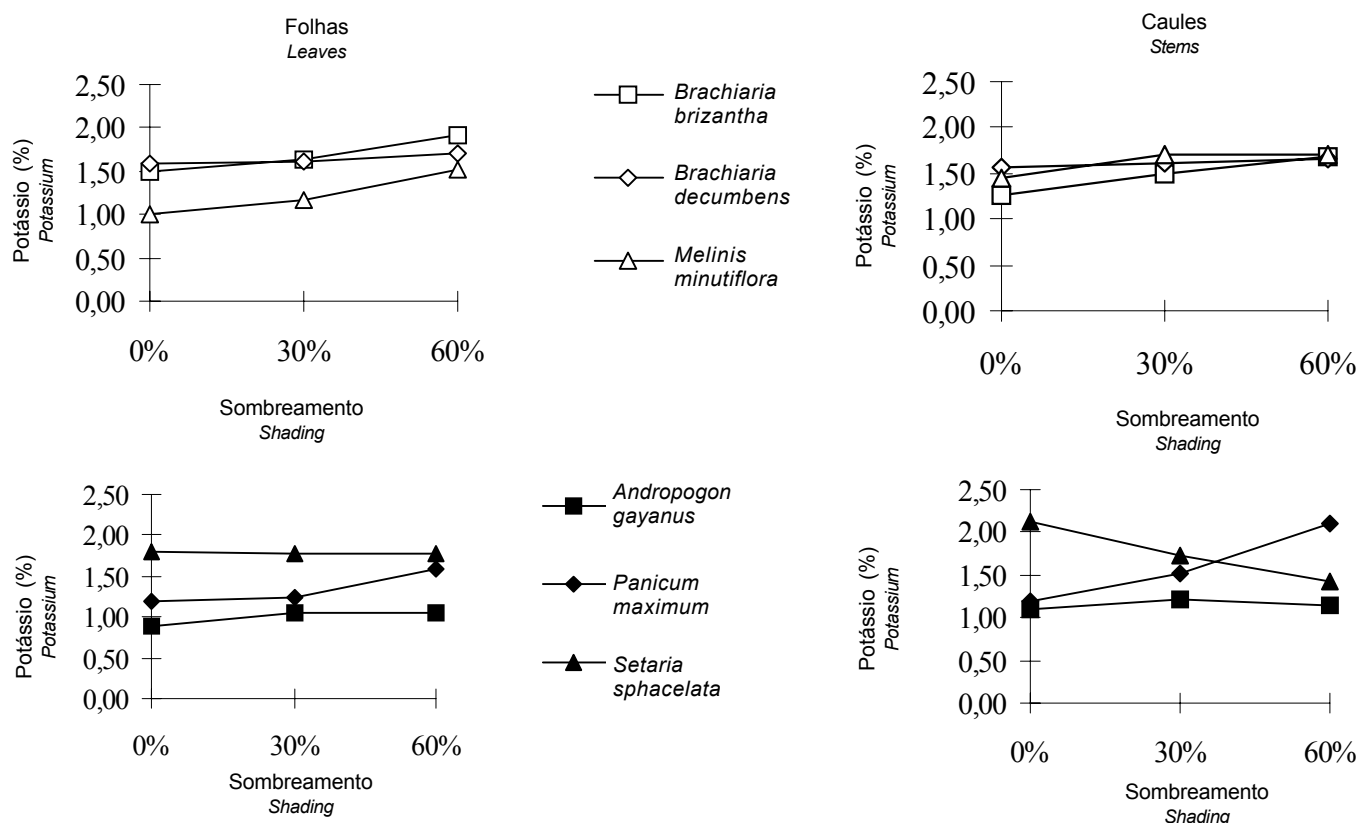 Folhas
Leaves
Potássio (%)
Potassium
2,50
2,00
1,50
1,00
0,50
0,00
0%
30%
60%
Sombreamento
Shading
Brachiaria
brizantha
Brachiaria
decumbens
Melinis
minutiflora
Caules
Stems
Potássio (%)
Potassium
2,50
2,00
1,50
1,00
0,50
0,00
0%
30%
60%
Sombreamento
Shading
Potássio (%)
Potassium
2,50
2,00
1,50
1,00
0,50
0,00
0%
30%
60%
Sombreamento
Shading
Andropogon
gayanus
Panicum
maximum
Setaria
sphacelata
Potássio (%)
Potassium
2,50
2,00
1,50
1,00
0,50
0,00
0%
30%
60%
Sombreamento
Shading